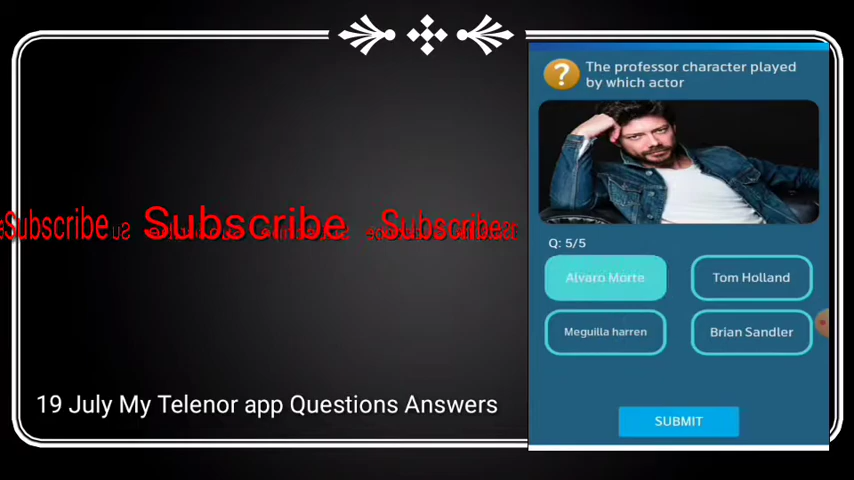 ?
The professor character played
by which actor
Q: 5/5
Alvaro Morte
Tom Holland
Meguilla harren
Brian Sandler
SUBMIT
Subscribe Subscribe Subscribe
19 July My Telenor app Questions Answers